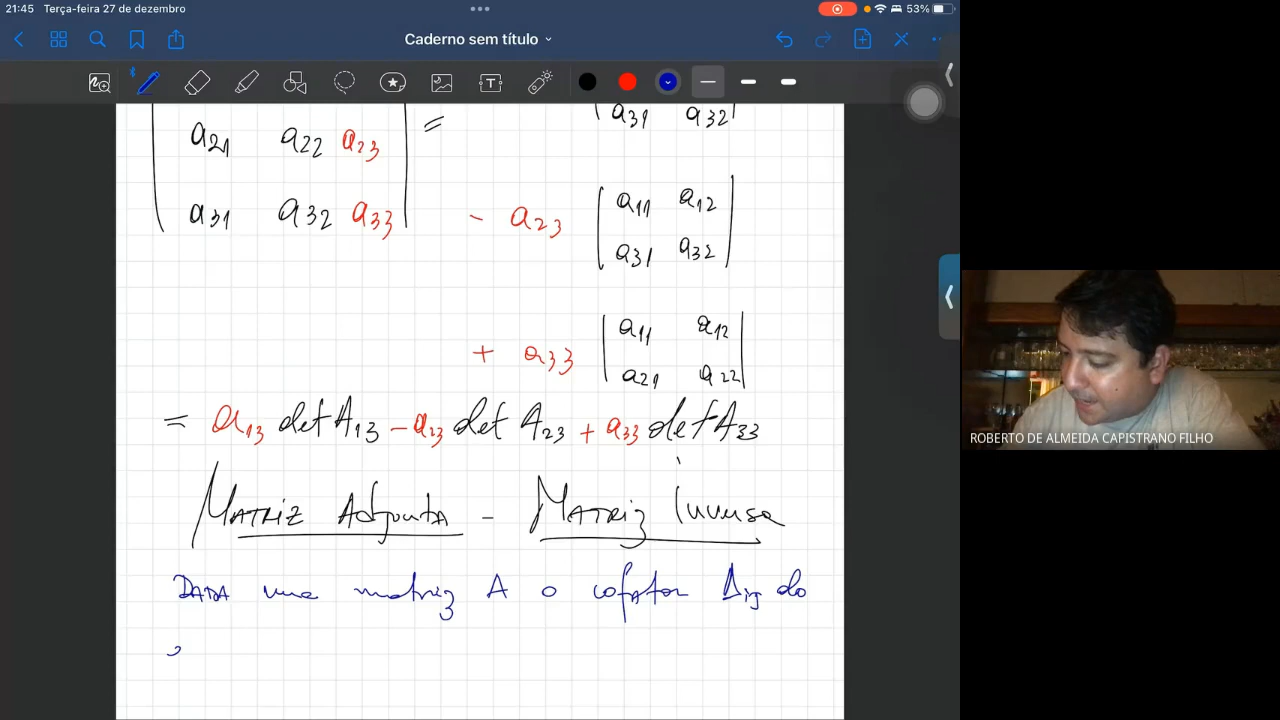 21:45 Terça-feira 27 de dezembro 53%
Caderno sem título
a31 a32
a21 a22 a23 =
a31 a32 a33
- a23 a11 a12
a31 a32
+ a33 a11 a12
a21 a22
= a13 det A13 - a23 det A23 + a33 det A33
MATRIZ AdjuntA - MATRIZ Inversa
DADA uma matriz A o cofator Δij do
ROBERTO DE ALMEIDA CAPISTRANO FILHO